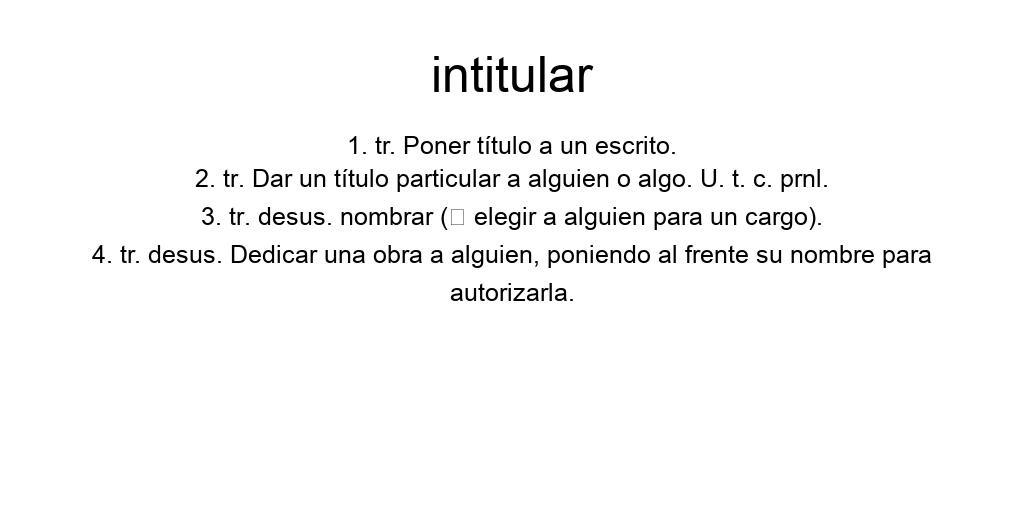 intitular
1. tr. Poner título a un escrito.
2. tr. Dar un título particular a alguien o algo. U. t. c. prnl.
3. tr. desus. nombrar (□ elegir a alguien para un cargo).
4. tr. desus. Dedicar una obra a alguien, poniendo al frente su nombre para
autorizarla.